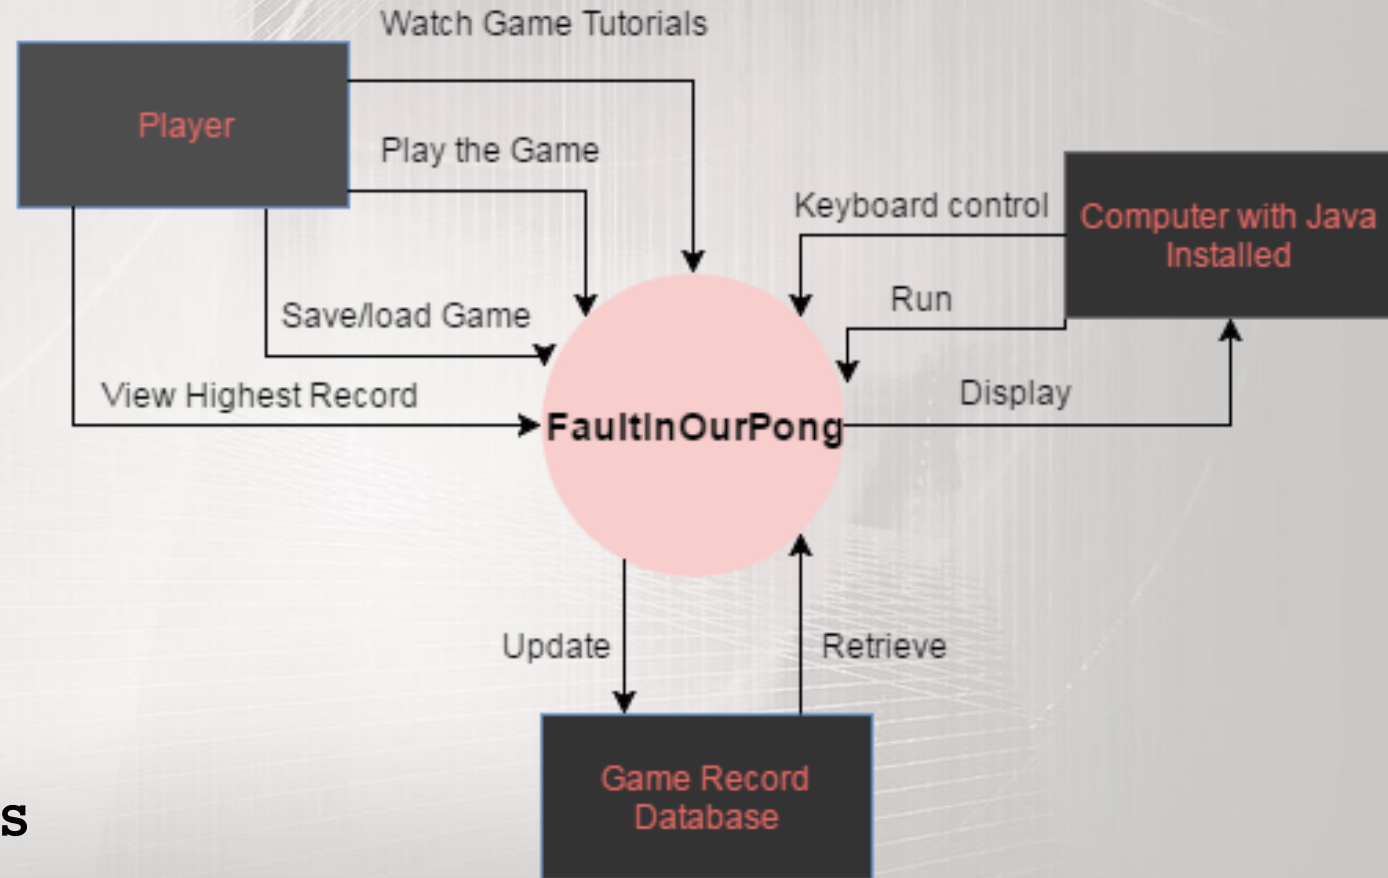 Watch Game Tutorials
Player
Play the Game
Keyboard control
Computer with Java
Installed
Run
Save/load Game
View Highest Record
Display
FaultInOurPong
Update
Retrieve
Game Record
Database
s